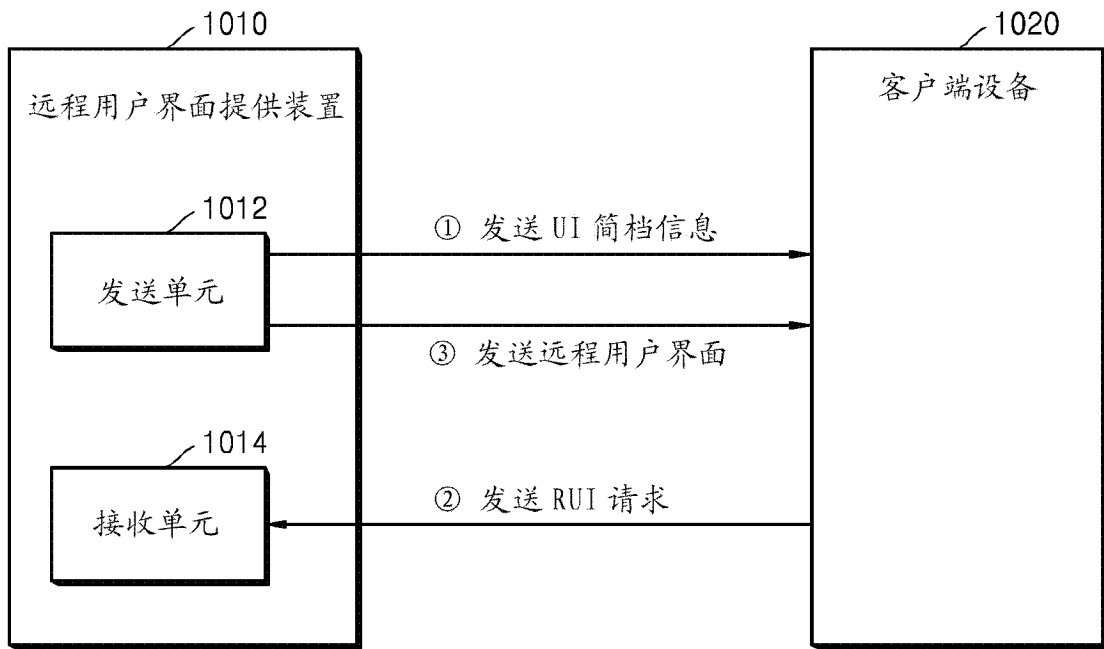 1010
1020
远程用户界面提供装置
客户端设备
1012
发送单元
① 发送 UI 简档信息
③ 发送远程用户界面
1014
接收单元
② 发送 RUI 请求